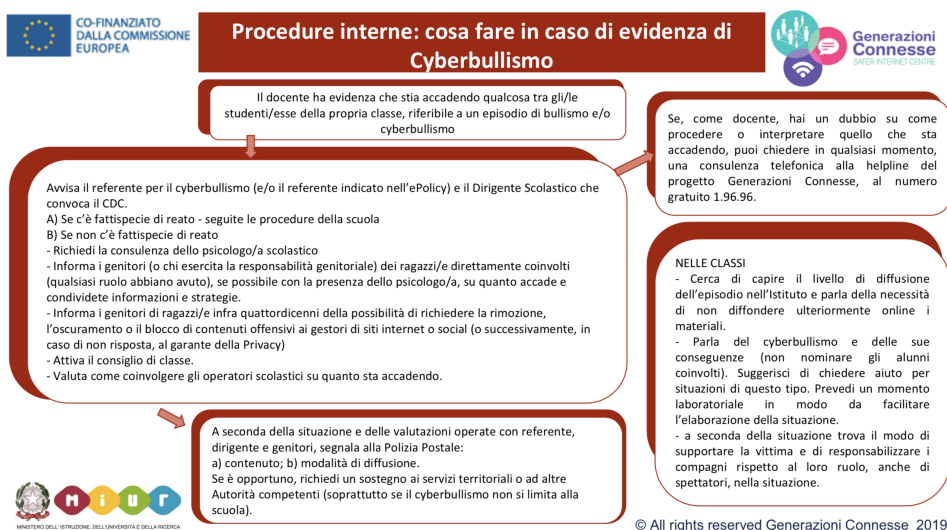 CO-FINANZIATO
DALLA COMMISSIONE
EUROPEA
Procedure interne: cosa fare in caso di evidenza di
Cyberbullismo
Generazioni
Connesse
SAFER INTERNET CENTRE
Il docente ha evidenza che stia accadendo qualcosa tra gli/le
studenti/esse della propria classe, riferibile a un episodio di bullismo e/o
cyberbullismo
Se, come docente, hai un dubbio su come
procedere o interpretare quello che sta
accadendo, puoi chiedere in qualsiasi momento,
una consulenza telefonica alla helpline del
progetto Generazioni Connesse, al numero
gratuito 1.96.96.
Avvisa il referente per il cyberbullismo (e/o il referente indicato nell'ePolicy) e il Dirigente Scolastico che
convoca il CDC.
A) Se c'è fattispecie di reato - seguite le procedure della scuola
B) Se non c'è fattispecie di reato
- Richiedi la consulenza dello psicologo/a scolastico
- Informa i genitori (o chi esercita la responsabilità genitoriale) dei ragazzi/e direttamente coinvolti
(qualsiasi ruolo abbiano avuto), se possibile con la presenza dello psicologo/a, su quanto accade e
condividete informazioni e strategie.
- Informa i genitori di ragazzi/e infra quattordicenni della possibilità di richiedere la rimozione,
l'oscuramento o il blocco di contenuti offensivi ai gestori di siti internet o social (o successivamente, in
caso di non risposta, al garante della Privacy)
- Attiva il consiglio di classe.
- Valuta come coinvolgere gli operatori scolastici su quanto sta accadendo.
NELLE CLASSI
- Cerca di capire il livello di diffusione
dell'episodio nell'Istituto e parla della necessità
di non diffondere ulteriormente online i
materiali.
- Parla del cyberbullismo e delle sue
conseguenze (non nominare gli alunni
coinvolti). Suggerisci di chiedere aiuto per
situazioni di questo tipo. Prevedi un momento
laboratoriale in modo da facilitare
l'elaborazione della situazione.
- a seconda della situazione trova il modo di
supportare la vittima e di responsabilizzare i
compagni rispetto al loro ruolo, anche di
spettatori, nella situazione.
A seconda della situazione e delle valutazioni operate con referente,
dirigente e genitori, segnala alla Polizia Postale:
a) contenuto; b) modalità di diffusione.
Se è opportuno, richiedi un sostegno ai servizi territoriali o ad altre
Autorità competenti (soprattutto se il cyberbullismo non si limita alla
scuola).
miur
MINISTERO DELL'ISTRUZIONE, DELL'UNIVERSITÀ E DELLA RICERCA
© All rights reserved Generazioni Connesse 2019